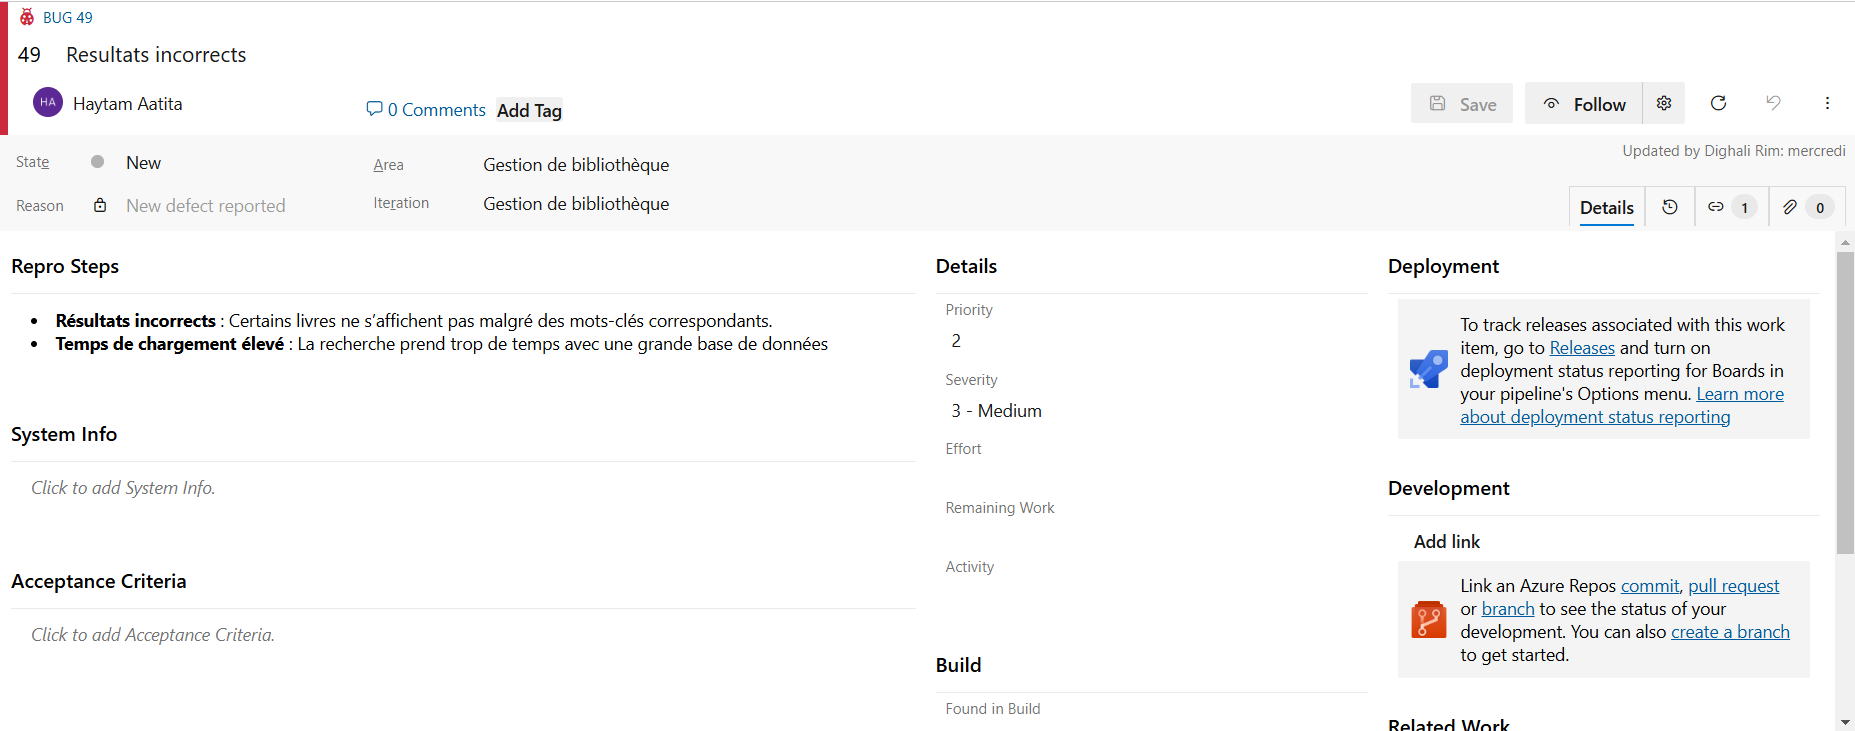 BUG 49
49 Resultats incorrects
HA Haytam Aatita
0 Comments Add Tag
Save Follow
State New
Area Gestion de bibliothèque
Updated by Dighali Rim: mercredi
Reason New defect reported
Iteration Gestion de bibliothèque
Details 1 0
Repro Steps
• Résultats incorrects : Certains livres ne s’affichent pas malgré des mots-clés correspondants.
• Temps de chargement élevé : La recherche prend trop de temps avec une grande base de données
System Info
Click to add System Info.
Acceptance Criteria
Click to add Acceptance Criteria.
Details
Priority
2
Severity
3 - Medium
Effort
Remaining Work
Activity
Build
Found in Build
Deployment
To track releases associated with this work
item, go to Releases and turn on
deployment status reporting for Boards in
your pipeline's Options menu. Learn more
about deployment status reporting
Development
Add link
Link an Azure Repos commit, pull request
or branch to see the status of your
development. You can also create a branch
to get started.
Related Work